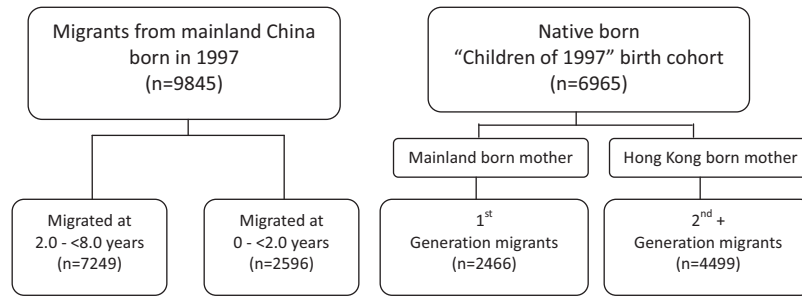 Migrants from mainland China
born in 1997
(n=9845)
Native born
“Children of 1997” birth cohort
(n=6965)
Mainland born mother
Hong Kong born mother
Migrated at
2.0 - <8.0 years
(n=7249)
Migrated at
0 - <2.0 years
(n=2596)
1st
Generation migrants
(n=2466)
2nd +
Generation migrants
(n=4499)